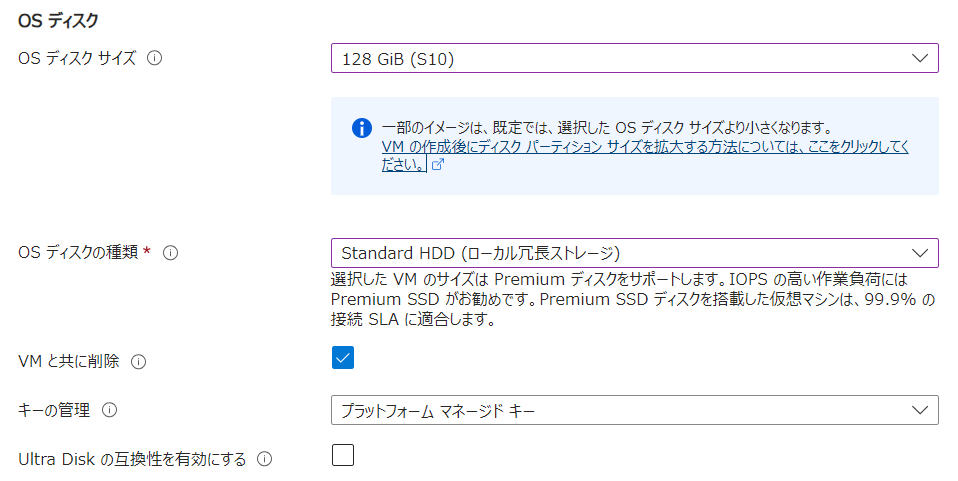 OS ディスク
OS ディスク サイズ
128 GiB (S10)
一部のイメージは、既定では、選択した OS ディスク サイズより小さくなります。
VM の作成後にディスク パーティション サイズを拡大する方法については、ここをクリックしてく
ださい。
OS ディスクの種類 *
Standard HDD (ローカル冗長ストレージ)
選択した VM のサイズは Premium ディスクをサポートします。IOPS の高い作業負荷には
Premium SSD がお勧めです。Premium SSD ディスクを搭載した仮想マシンは、99.9% の
接続 SLA に適合します。
VM と共に削除
キーの管理
プラットフォーム マネージド キー
Ultra Disk の互換性を有効にする